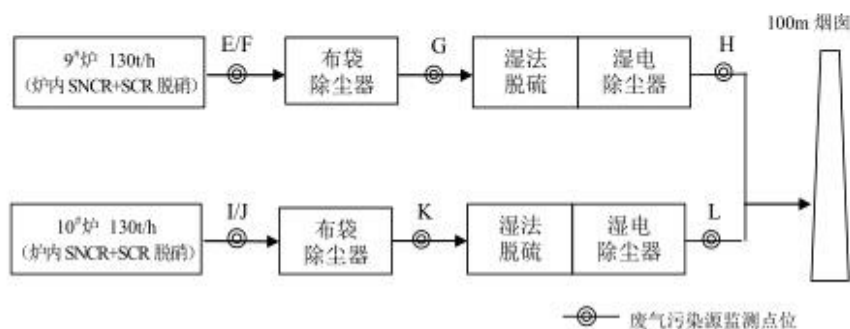 100m 烟囱
9#炉 130t/h
(炉内 SNCR+SCR 脱硝)
E/F
布袋
除尘器
G
湿法
脱硫
湿电
除尘器
H
10#炉 130t/h
(炉内 SNCR+SCR 脱硝)
I/J
布袋
除尘器
K
湿法
脱硫
湿电
除尘器
L
废气污染源监测点位